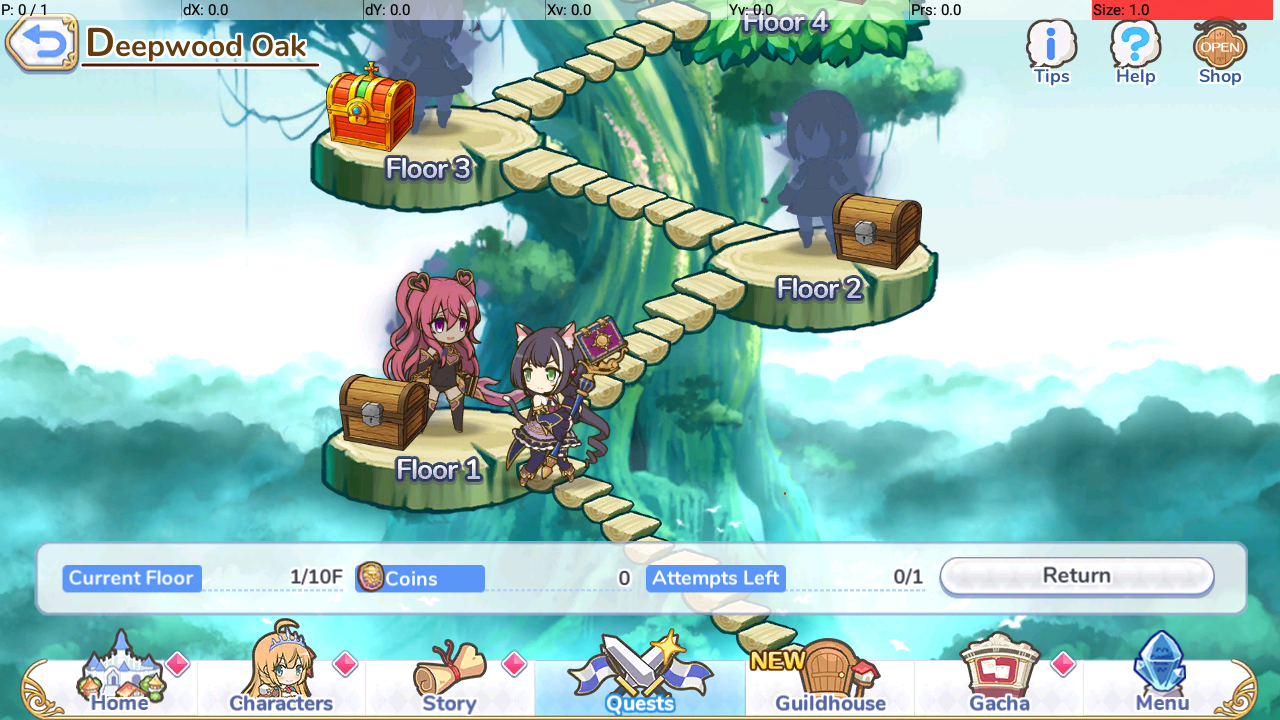 P: 0 / 1 dX: 0.0 dY: 0.0 Xv: 0.0 Yv: 0.0 Prs: 0.0 Size: 1.0
Deepwood Oak
Floor 4
OPEN
Tips Help Shop
Floor 3
Floor 2
Floor 1
Current Floor 1/10F Coins 0 Attempts Left 0/1 Return
NEW
Home Characters Story Quests Guildhouse Gacha Menu